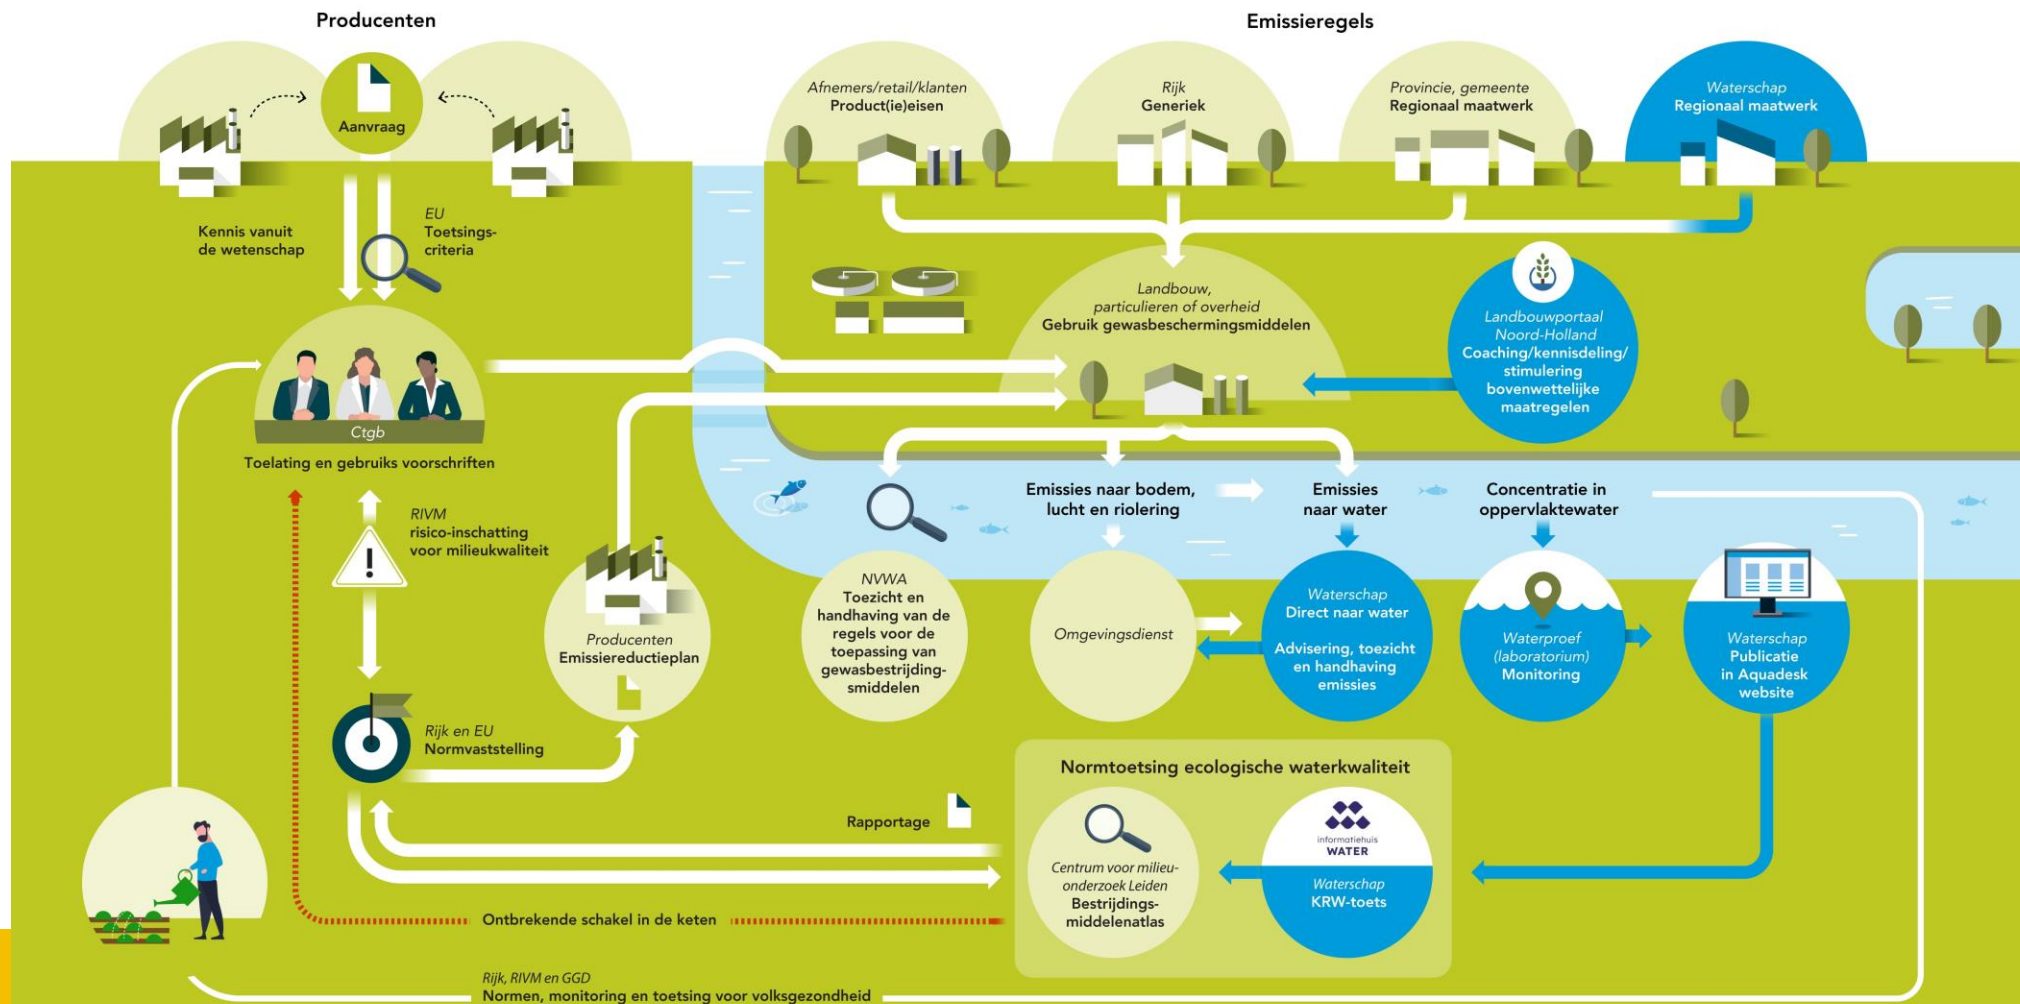 Producenten
Emissieregels
Aanvraag
Afnemers/retail/klanten
Product(ie)eisen
Rijk
Generiek
Provincie, gemeente
Regionaal maatwerk
Waterschap
Regionaal maatwerk
Kennis vanuit
de wetenschap
EU
Toetsings-
criteria
Landbouw,
particulieren of overheid
Gebruik gewasbeschermingsmiddelen
Landbouwportaal
Noord-Holland
Coaching/kennisdeling/
stimulering
bovenwettelijke
maatregelen
Ctgb
Toelating en gebruiks voorschriften
RIVM
risico-inschatting
voor milieukwaliteit
Emissies naar bodem,
lucht en riolering
Emissies
naar water
Concentratie in
oppervlaktewater
Producenten
Emissiereductieplan
NVWA
Toezicht en
handhaving van de
regels voor de
toepassing van
gewasbestrijding-
smiddelen
Omgevingsdienst
Waterschap
Direct naar water
Advisering, toezicht
en handhaving
emissies
Waterproef
(laboratorium)
Monitoring
Waterschap
Publicatie
in Aquadesk
website
Rijk en EU
Normvaststelling
Normtoetsing ecologische waterkwaliteit
Rapportage
Centrum voor milieu-
onderzoek Leiden
Bestrijdings-
middelenatlas
informatiehuis
WATER
Waterschap
KRW-toets
Ontbrekende schakel in de keten
Rijk, RIVM en GGD
Normen, monitoring en toetsing voor volksgezondheid